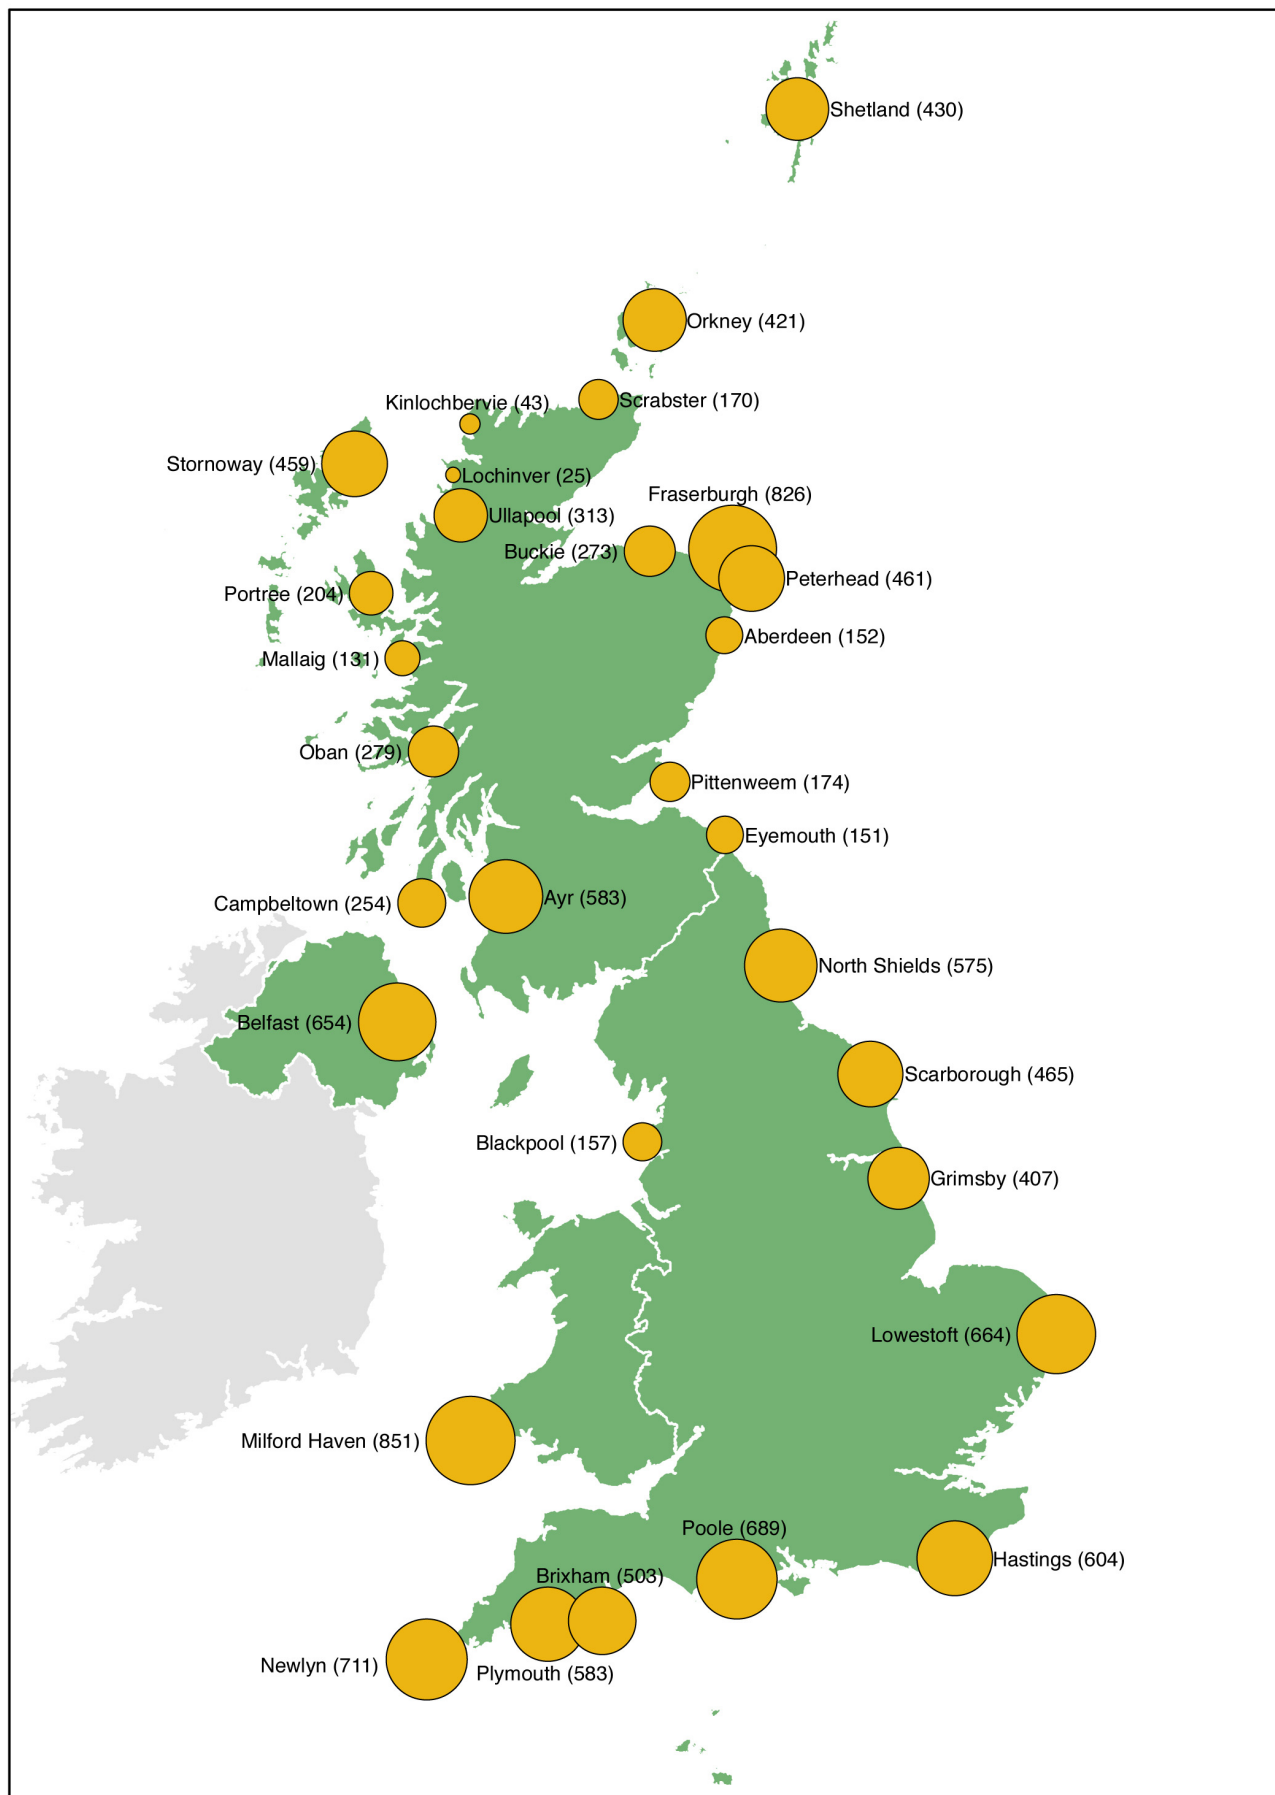 Shetland (430)
Orkney (421)
Scrabster (170)
Kinlochbervie (43)
Stornoway (459)
Lochinver (25)
Fraserburgh (826)
Ullapool (313)
Buckie (273)
Peterhead (461)
Portree (204)
Aberdeen (152)
Mallaig (131)
Oban (279)
Pittenweem (174)
Eyemouth (151)
Ayr (583)
Campbeltown (254)
North Shields (575)
Belfast (654)
Scarborough (465)
Blackpool (157)
Grimsby (407)
Lowestoft (664)
Milford Haven (851)
Poole (689)
Hastings (604)
Brixham (503)
Newlyn (711)
Plymouth (583)